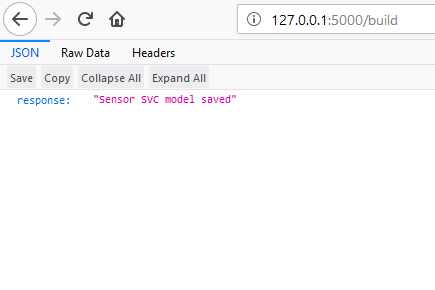 127.0.0.1:5000/build
JSON Raw Data Headers
Save Copy Collapse All Expand All
response: "Sensor SVC model saved"